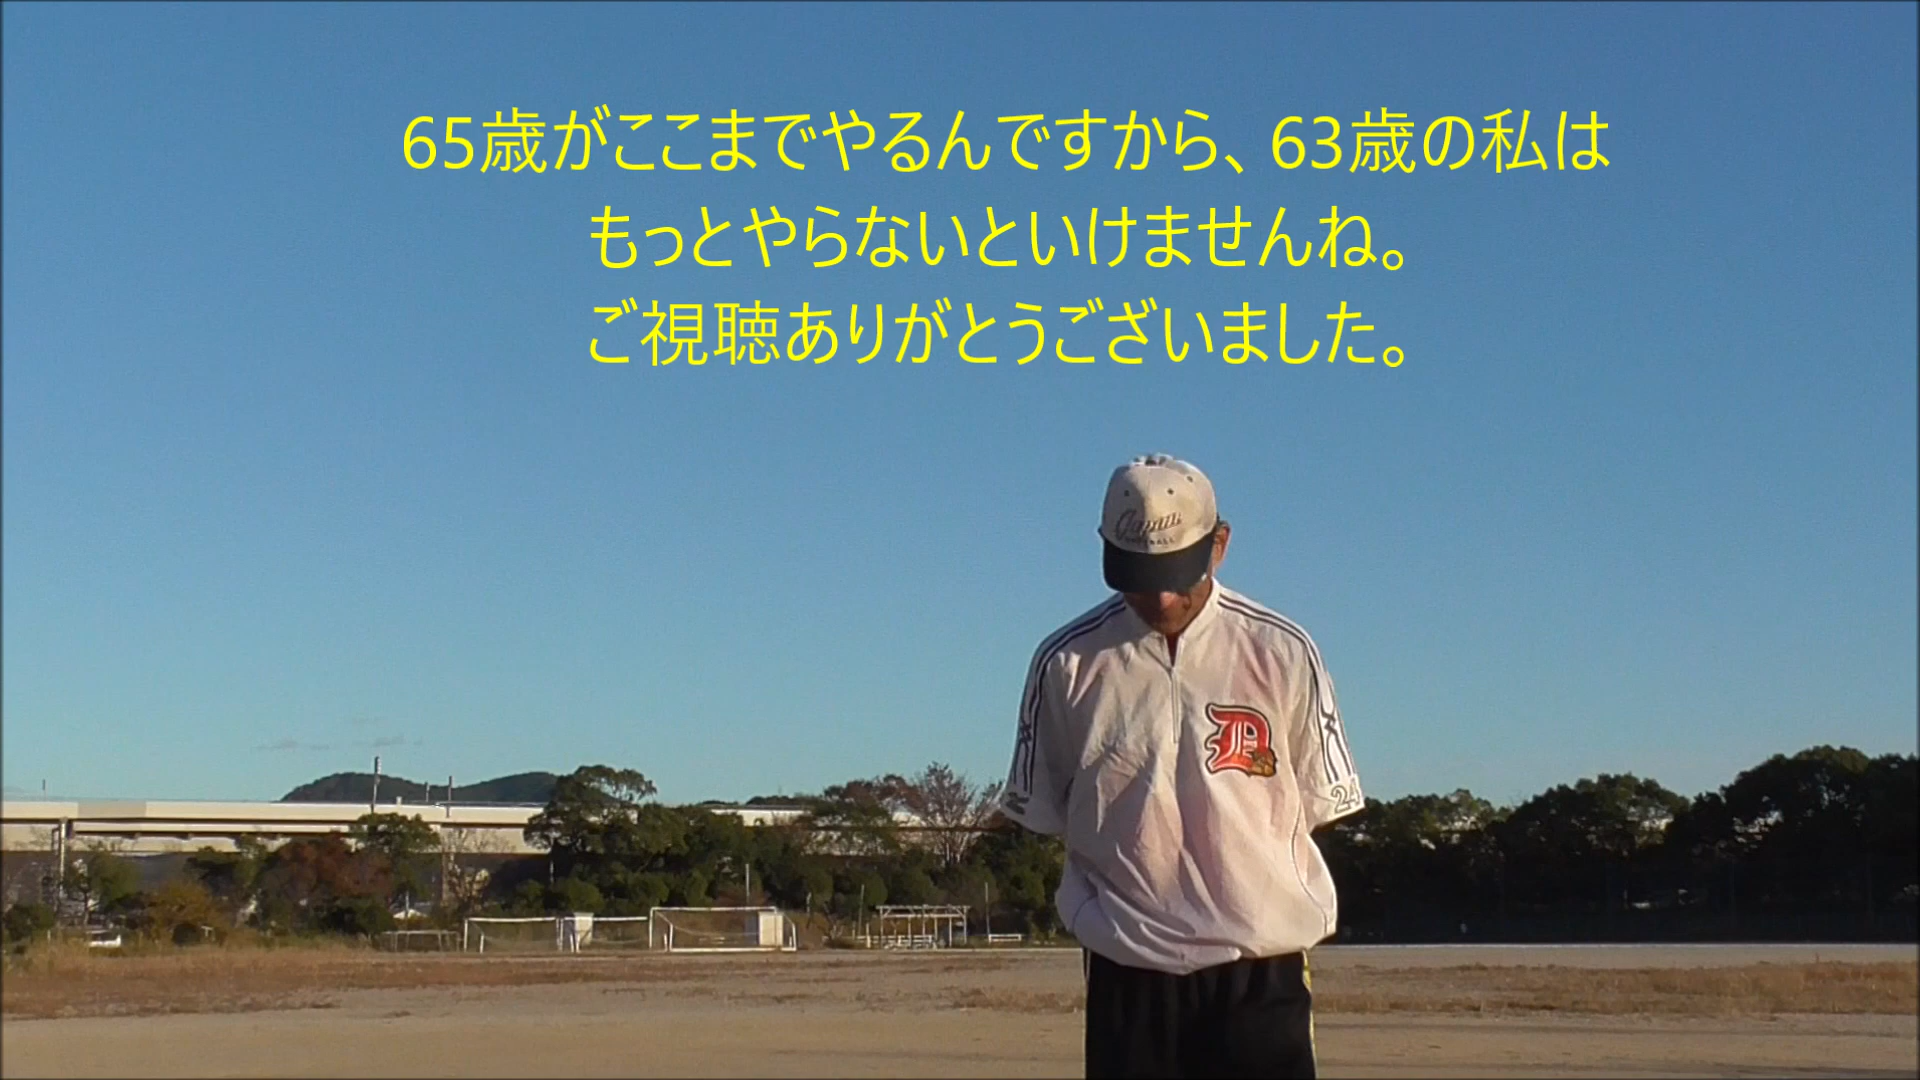 65歳がここまでやるんですから、63歳の私は
もっとやらないといけませんね。
ご視聴ありがとうございました。
Japan
D
24